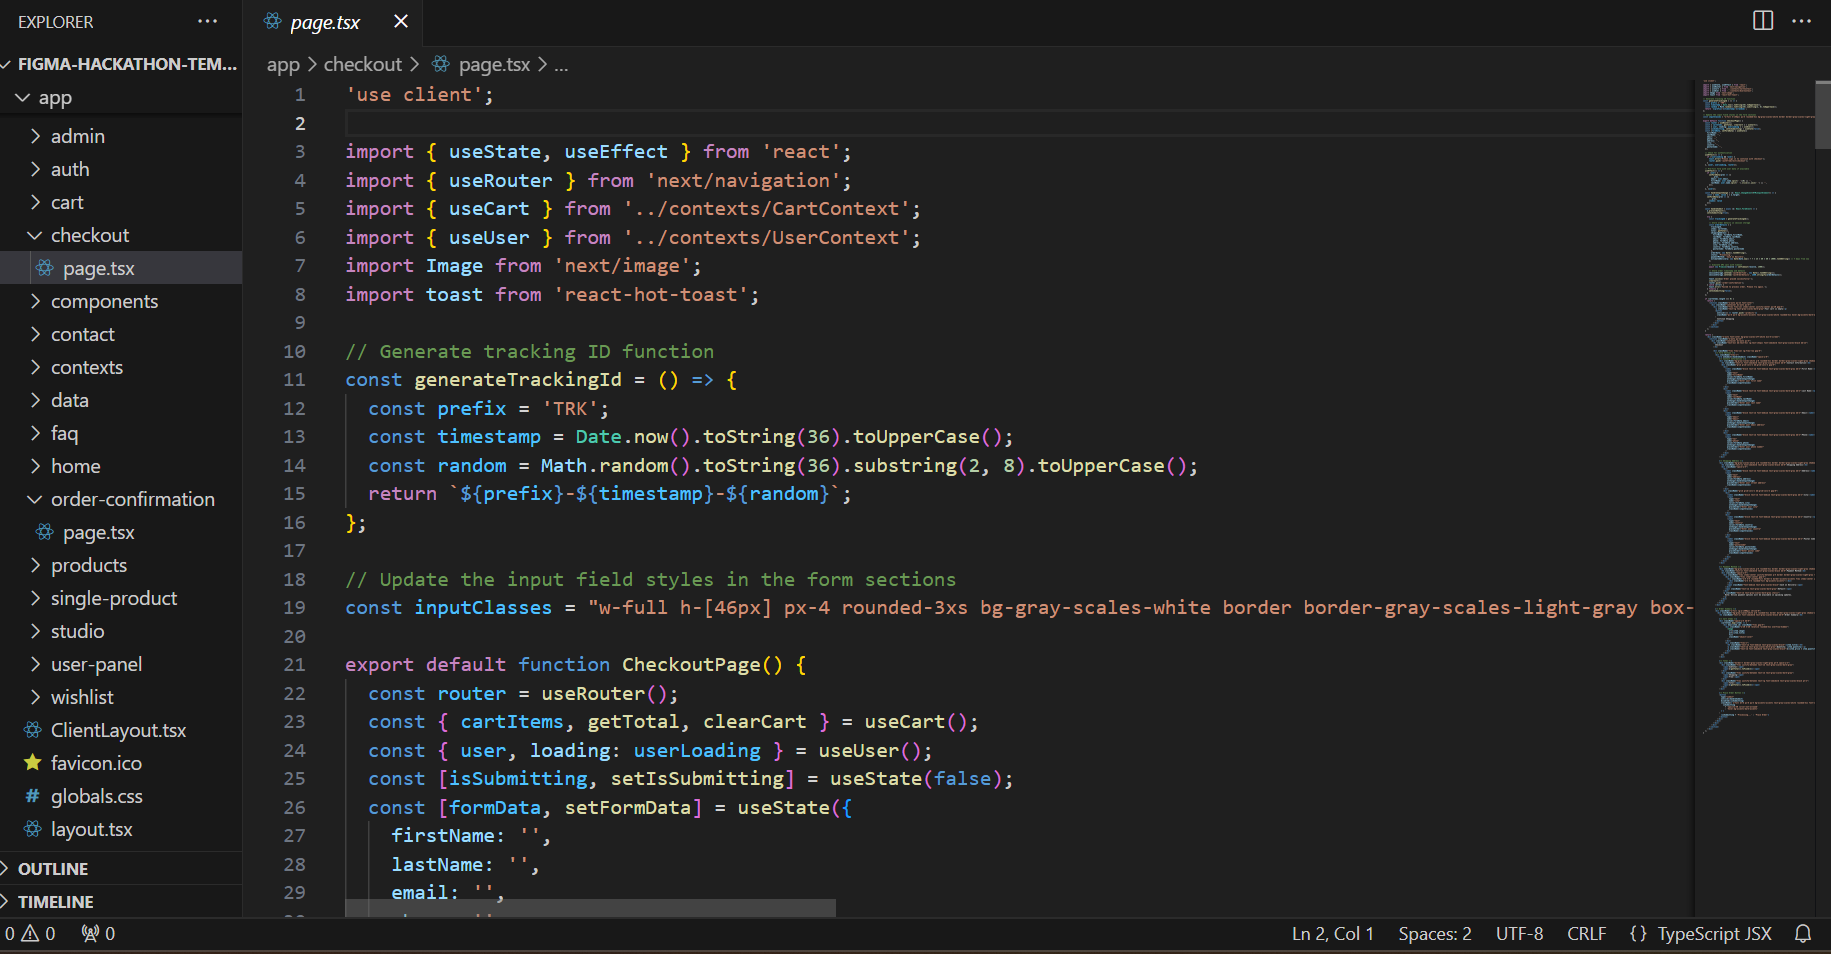 EXPLORER
FIGMA-HACKATHON-TEM...
app
admin
auth
cart
checkout
page.tsx
components
contact
contexts
data
faq
home
order-confirmation
page.tsx
products
single-product
studio
user-panel
wishlist
ClientLayout.tsx
favicon.ico
# globals.css
layout.tsx
OUTLINE
TIMELINE
page.tsx
app > checkout > page.tsx > ...
1 'use client';
2
3 import { useState, useEffect } from 'react';
4 import { useRouter } from 'next/navigation';
5 import { useCart } from '../contexts/CartContext';
6 import { useUser } from '../contexts/UserContext';
7 import Image from 'next/image';
8 import toast from 'react-hot-toast';
9
10 // Generate tracking ID function
11 const generateTrackingId = () => {
12 const prefix = 'TRK';
13 const timestamp = Date.now().toString(36).toUpperCase();
14 const random = Math.random().toString(36).substring(2, 8).toUpperCase();
15 return `${prefix}-${timestamp}-${random}`;
16 };
17
18 // Update the input field styles in the form sections
19 const inputClasses = "w-full h-[46px] px-4 rounded-3xs bg-gray-scales-white border border-gray-scales-light-gray box-
20
21 export default function CheckoutPage() {
22 const router = useRouter();
23 const { cartItems, getTotal, clearCart } = useCart();
24 const { user, loading: userLoading } = useUser();
25 const [isSubmitting, setIsSubmitting] = useState(false);
26 const [formData, setFormData] = useState({
27 firstName: '',
28 lastName: '',
29 email: '',
0 0 0
Ln 2, Col 1 Spaces: 2 UTF-8 CRLF {} TypeScript JSX